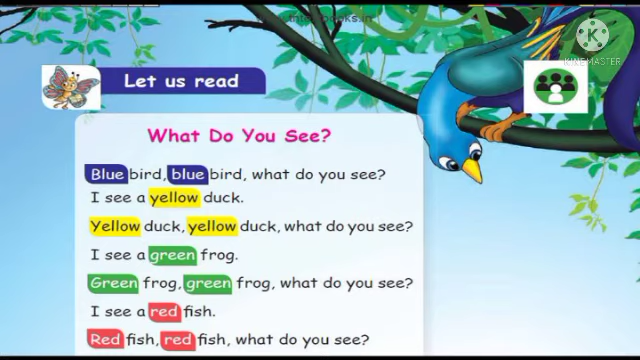 KINEMASTER
Let us read
What Do You See?
Blue bird, blue bird, what do you see?
I see a yellow duck.
Yellow duck, yellow duck, what do you see?
I see a green frog.
Green frog, green frog, what do you see?
I see a red fish.
Red fish, red fish, what do you see?